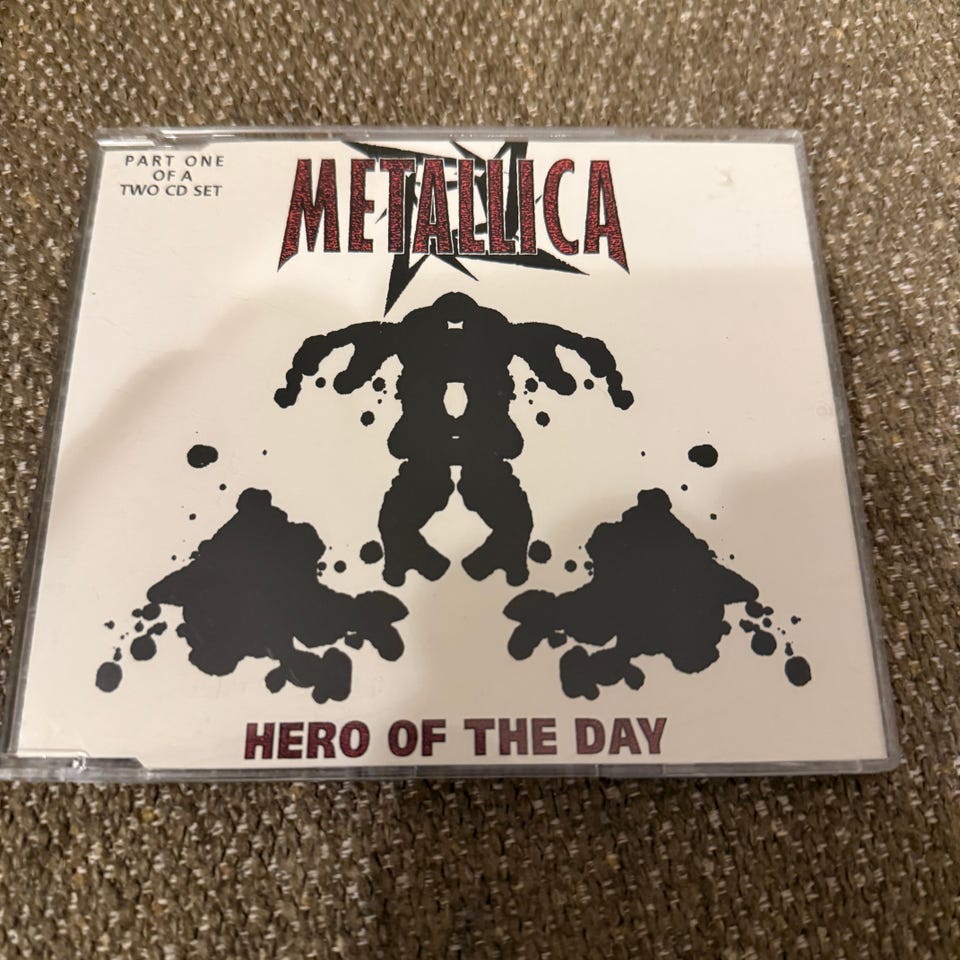 PART ONE
OF A
TWO CD SET
METALLICA
HERO OF THE DAY